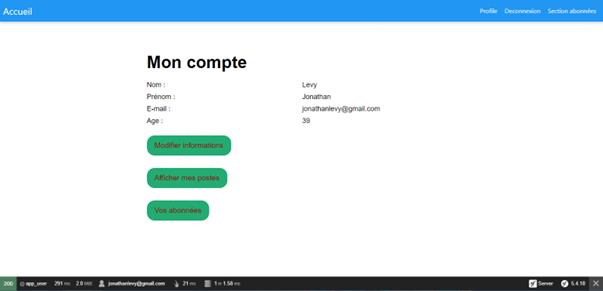 Accueil
Profile Deconnexion Section abonnées
Mon compte
Nom : Levy
Prénom : Jonathan
E-mail : jonathanlevy@gmail.com
Age : 39
Modifier informations
Afficher mes postes
Vos abonnées
200 @ app_user 291 ms 2.8 MiB jonathanlevy@gmail.com 21 ms 1 in 1.58 ms Server 5.4.18